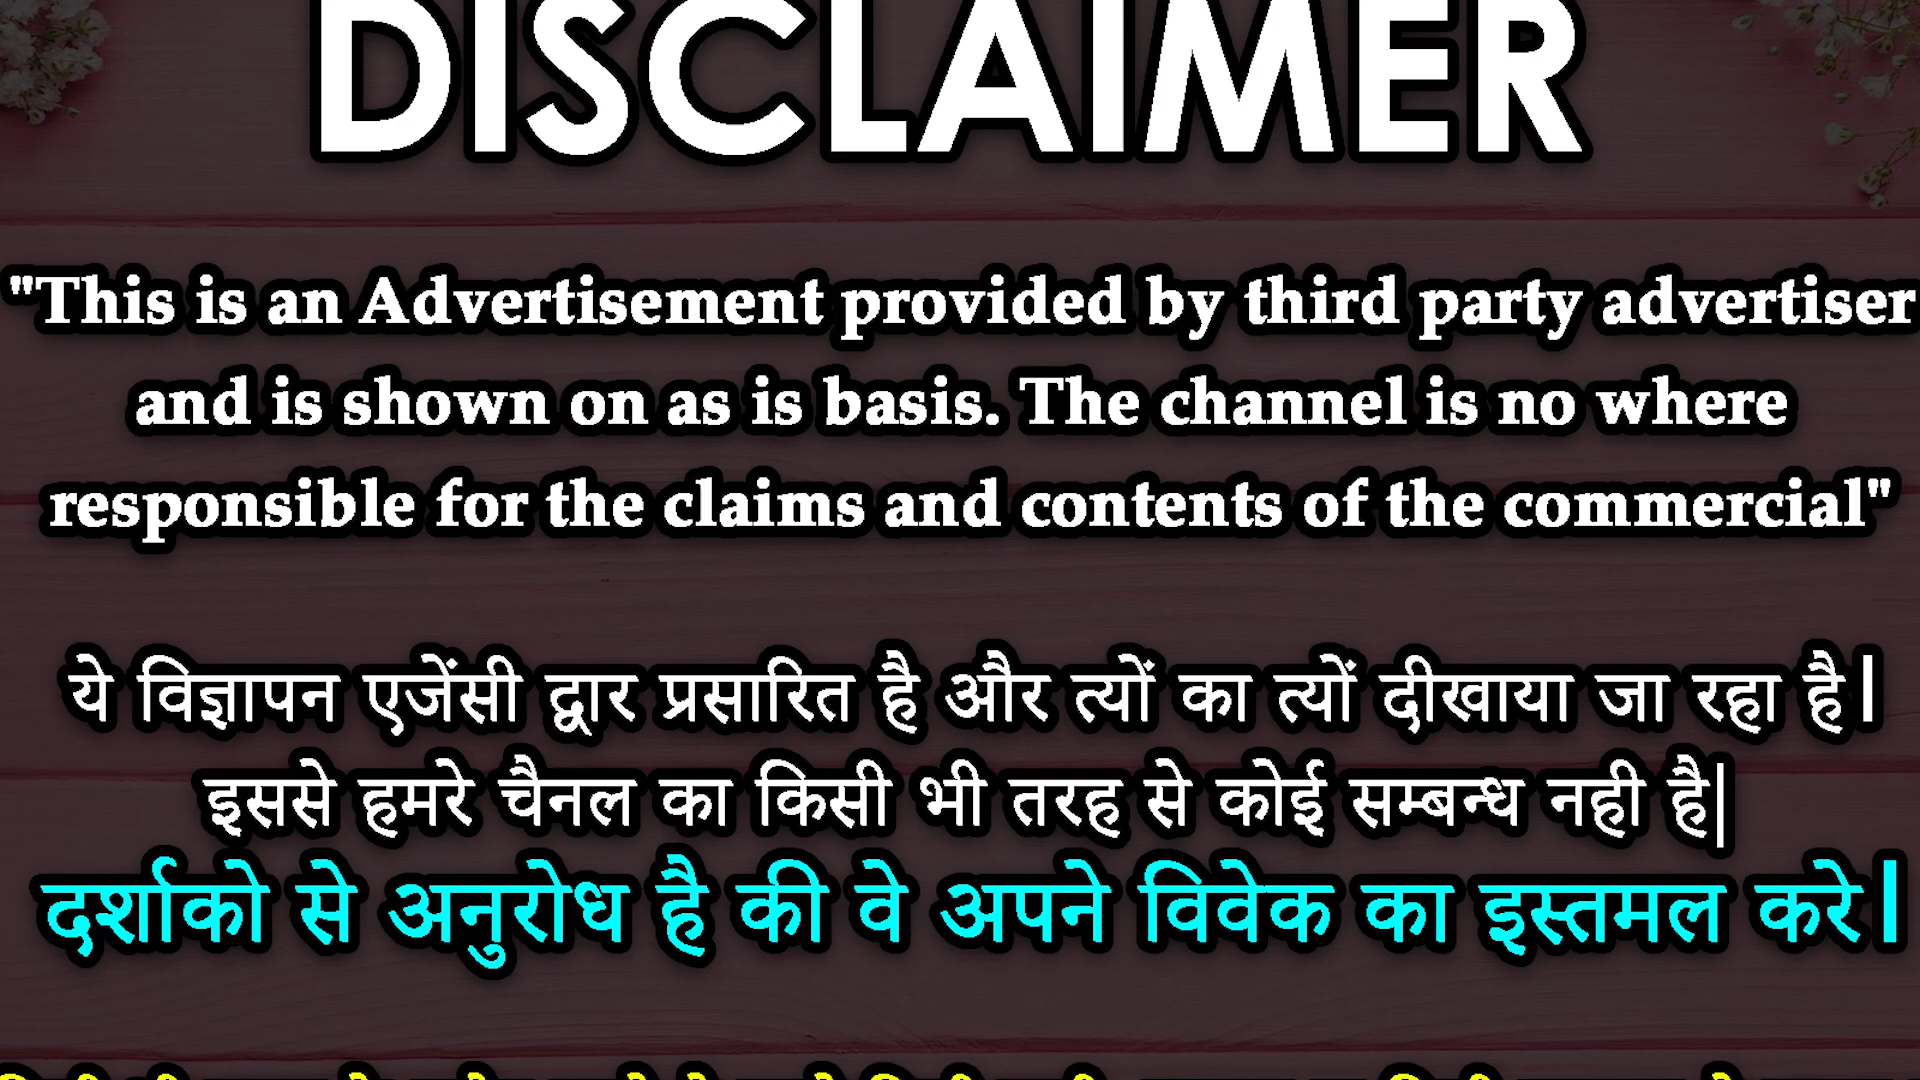 DISCLAIMER
"This is an Advertisement provided by third party advertiser
and is shown on as is basis. The channel is no where
responsible for the claims and contents of the commercial"
ये विज्ञापन एजेंसी द्वार प्रसारित है और त्यों का त्यों दीखाया जा रहा है।
इससे हमरे चैनल का किसी भी तरह से कोई सम्बन्ध नही है|
दर्शाको से अनुरोध है की वे अपने विवेक का इस्तमल करे।